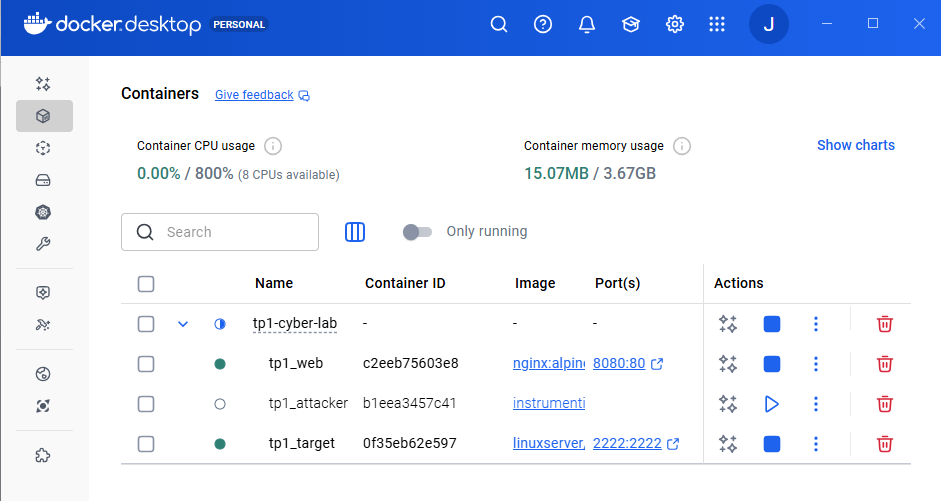 docker.desktop PERSONAL J
Containers Give feedback
Container CPU usage Container memory usage Show charts
0.00% / 800% (8 CPUs available) 15.07MB / 3.67GB
Search Only running
Name Container ID Image Port(s) Actions
tp1-cyber-lab - - -
tp1_web c2eeb75603e8 nginx:alpin 8080:80
tp1_attacker b1eea3457c41 instrumenti
tp1_target 0f35eb62e597 linuxserver, 2222:2222